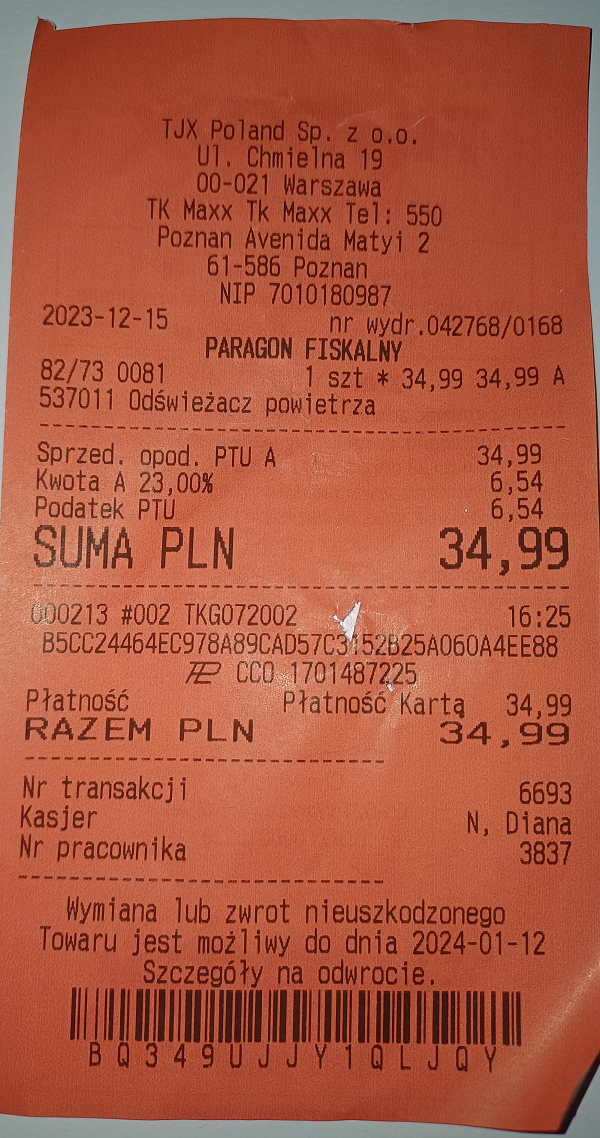 TJX Poland Sp. z o.o.
Ul. Chmielna 19
00-021 Warszawa
TK Maxx Tk Maxx Tel: 550
Poznan Avenida Matyi 2
61-586 Poznan
NIP 7010180987
2023-12-15 nr wydr.042768/0168
PARAGON FISKALNY
82/73 0081 1 szt * 34,99 34,99 A
537011 Odświeżacz powietrza
Sprzed. opod. PTU A 34,99
Kwota A 23,00% 6,54
Podatek PTU 6,54
SUMA PLN 34,99
000213 #002 TKG072002 16:25
B5CC24464EC978A89CAD57C3152B25A060A4EE88
CCO 1701487225
Płatność Płatność Kartą 34,99
RAZEM PLN 34,99
Nr transakcji 6693
Kasjer N, Diana
Nr pracownika 3837
Wymiana lub zwrot nieuszkodzonego
Towaru jest możliwy do dnia 2024-01-12
Szczegóły na odwrocie.
BQ349UJJY1QLJQY